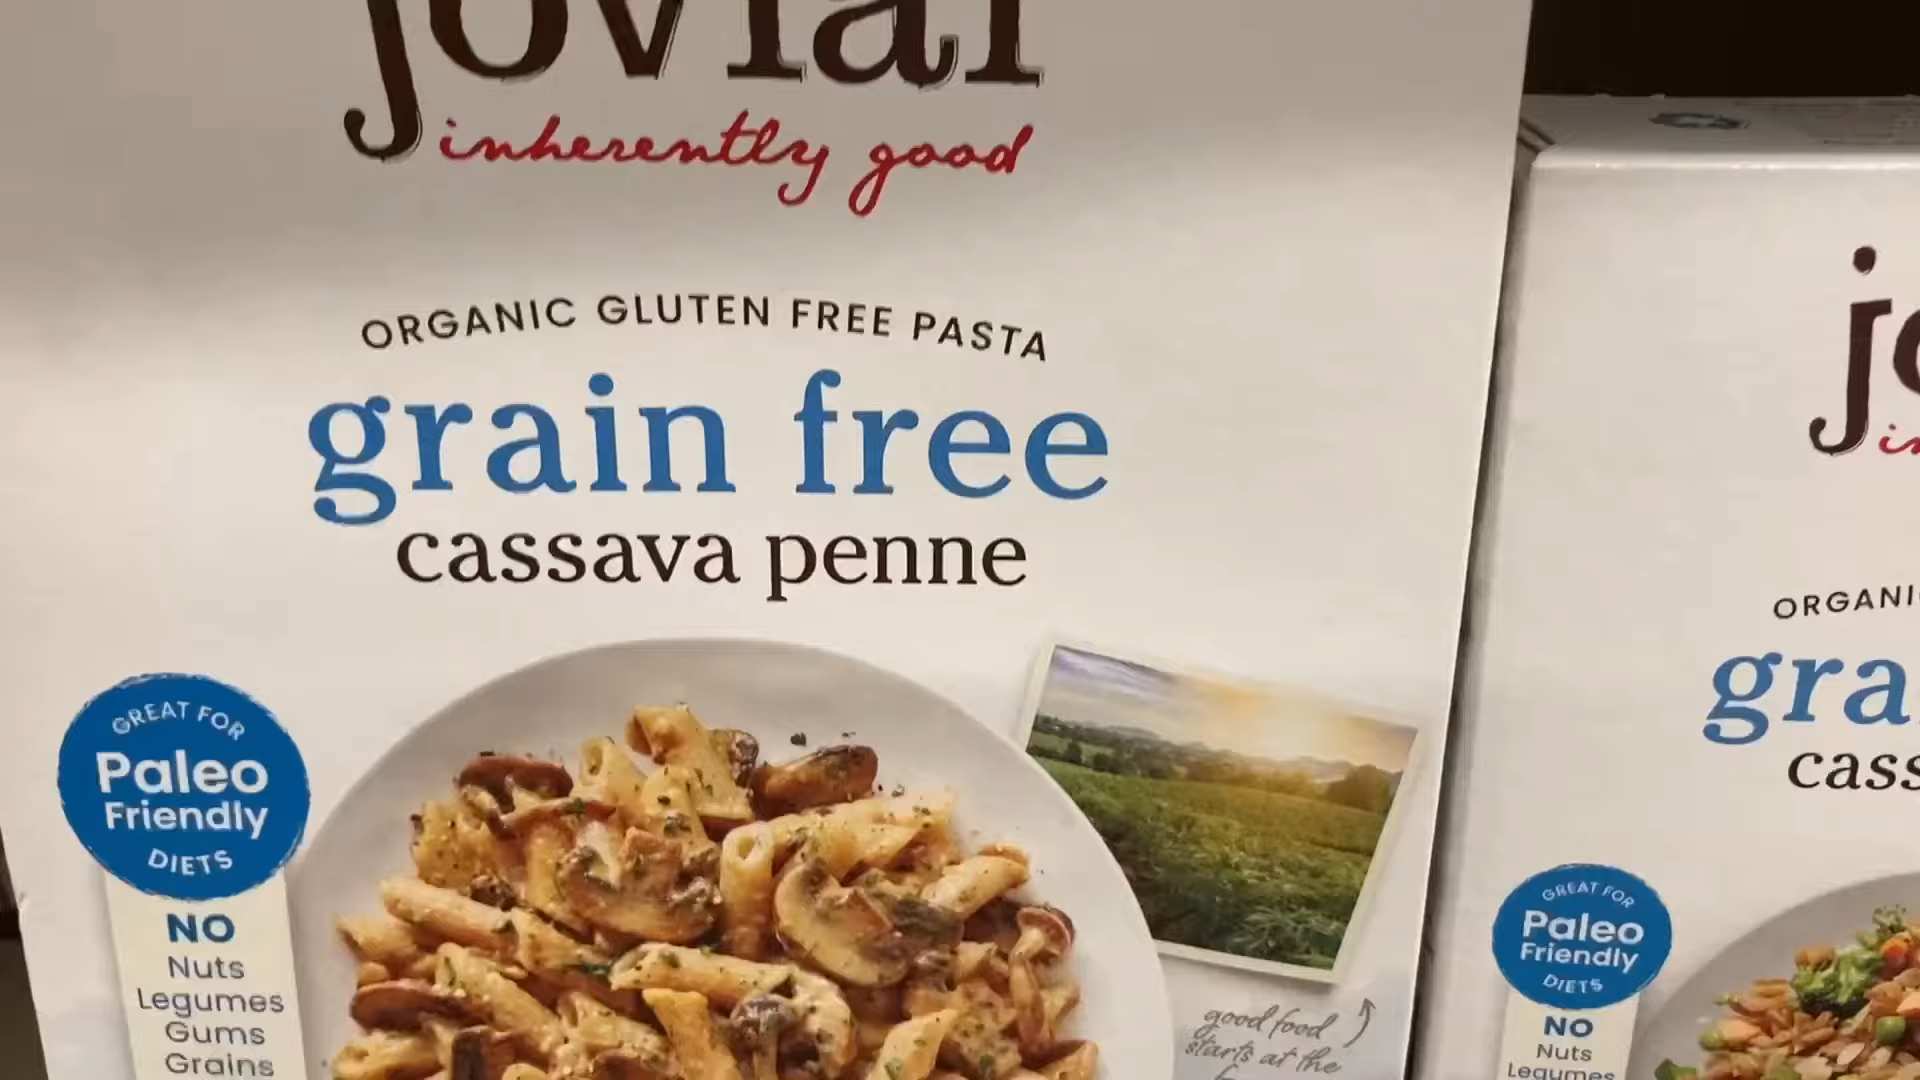 jovial
inherently good
ORGANIC GLUTEN FREE PASTA
grain free
cassava penne
GREAT FOR
Paleo
Friendly
DIETS
NO
Nuts
Legumes
Gums
Grains
good food
starts at the
j
ORGANI
gra
cass
GREAT FOR
Paleo
Friendly
DIETS
NO
Nuts
Legumes